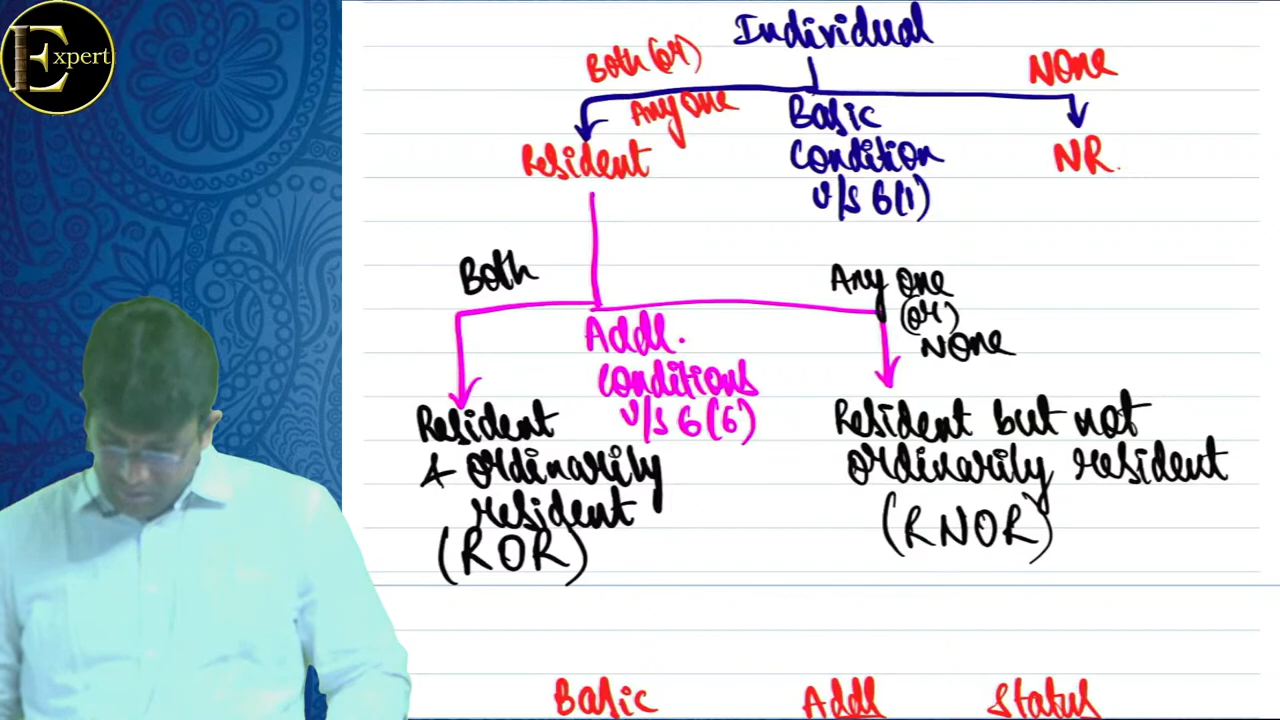 Expert
Individual
Both (or)
Any one
None
Basic
Condition
v/s 6(1)
Resident
NR.
Both
Any one
(or)
None
Addl.
Conditions
v/s 6(6)
Resident
& ordinarily
resident
(ROR)
Resident but not
ordinarily resident
(RNOR)
Basic Addl Status